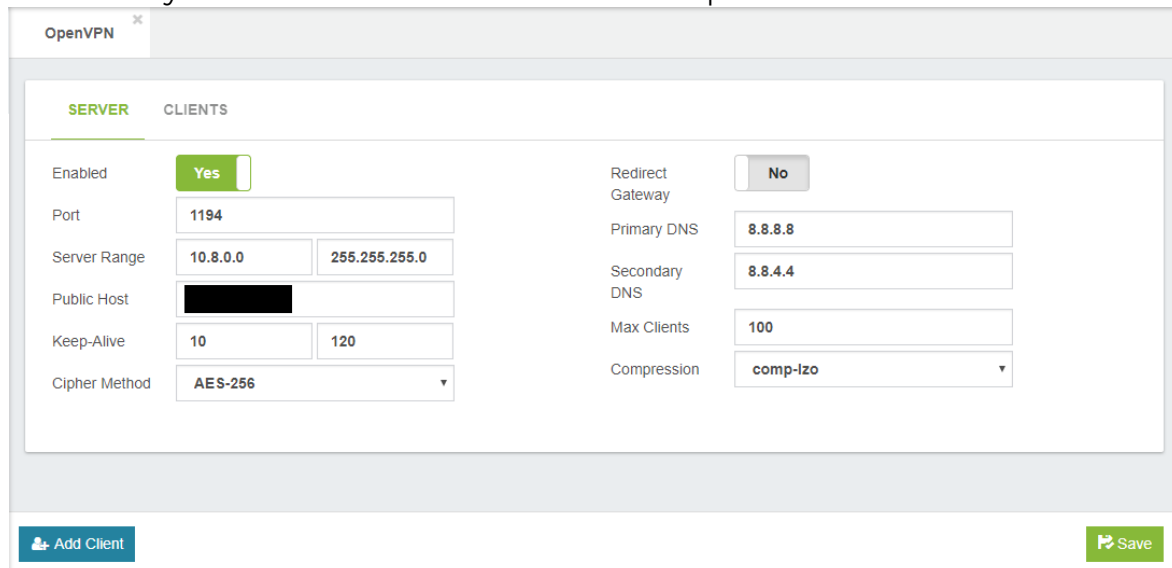 OpenVPN ×
SERVER CLIENTS
Enabled Yes
Port 1194
Server Range 10.8.0.0 255.255.255.0
Public Host
Keep-Alive 10 120
Cipher Method AES-256
Redirect
Gateway No
Primary DNS 8.8.8.8
Secondary
DNS 8.8.4.4
Max Clients 100
Compression comp-lzo
Add Client
Save